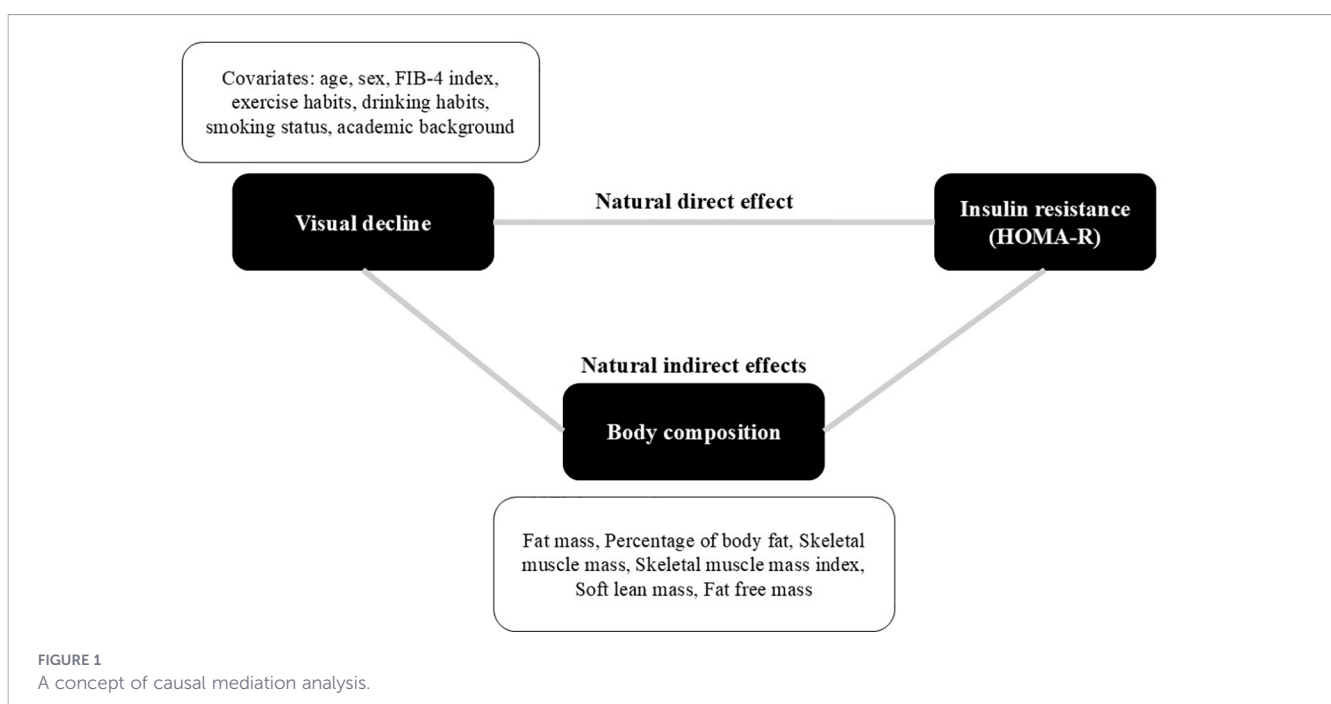 Covariates: age, sex, FIB-4 index,
exercise habits, drinking habits,
smoking status, academic background
Visual decline
Natural direct effect
Insulin resistance
(HOMA-R)
Natural indirect effects
Body composition
Fat mass, Percentage of body fat, Skeletal
muscle mass, Skeletal muscle mass index,
Soft lean mass, Fat free mass
FIGURE 1
A concept of causal mediation analysis.